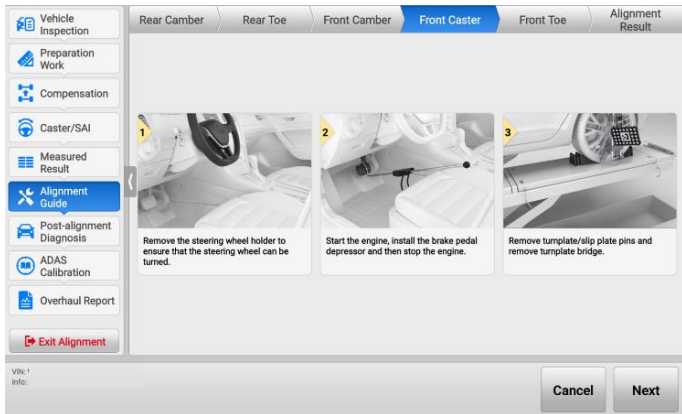 Vehicle
Inspection
Preparation
Work
Compensation
Caster/SAI
Measured
Result
Alignment
Guide
Post-alignment
Diagnosis
ADAS
Calibration
Overhaul Report
Exit Alignment
Rear Camber
Rear Toe
Front Camber
Front Caster
Front Toe
Alignment
Result
1
Remove the steering wheel holder to
ensure that the steering wheel can be
turned.
2
Start the engine, install the brake pedal
depressor and then stop the engine.
3
Remove turnplate/slip plate pins and
remove turnplate bridge.
VIN:
Info:
Cancel
Next